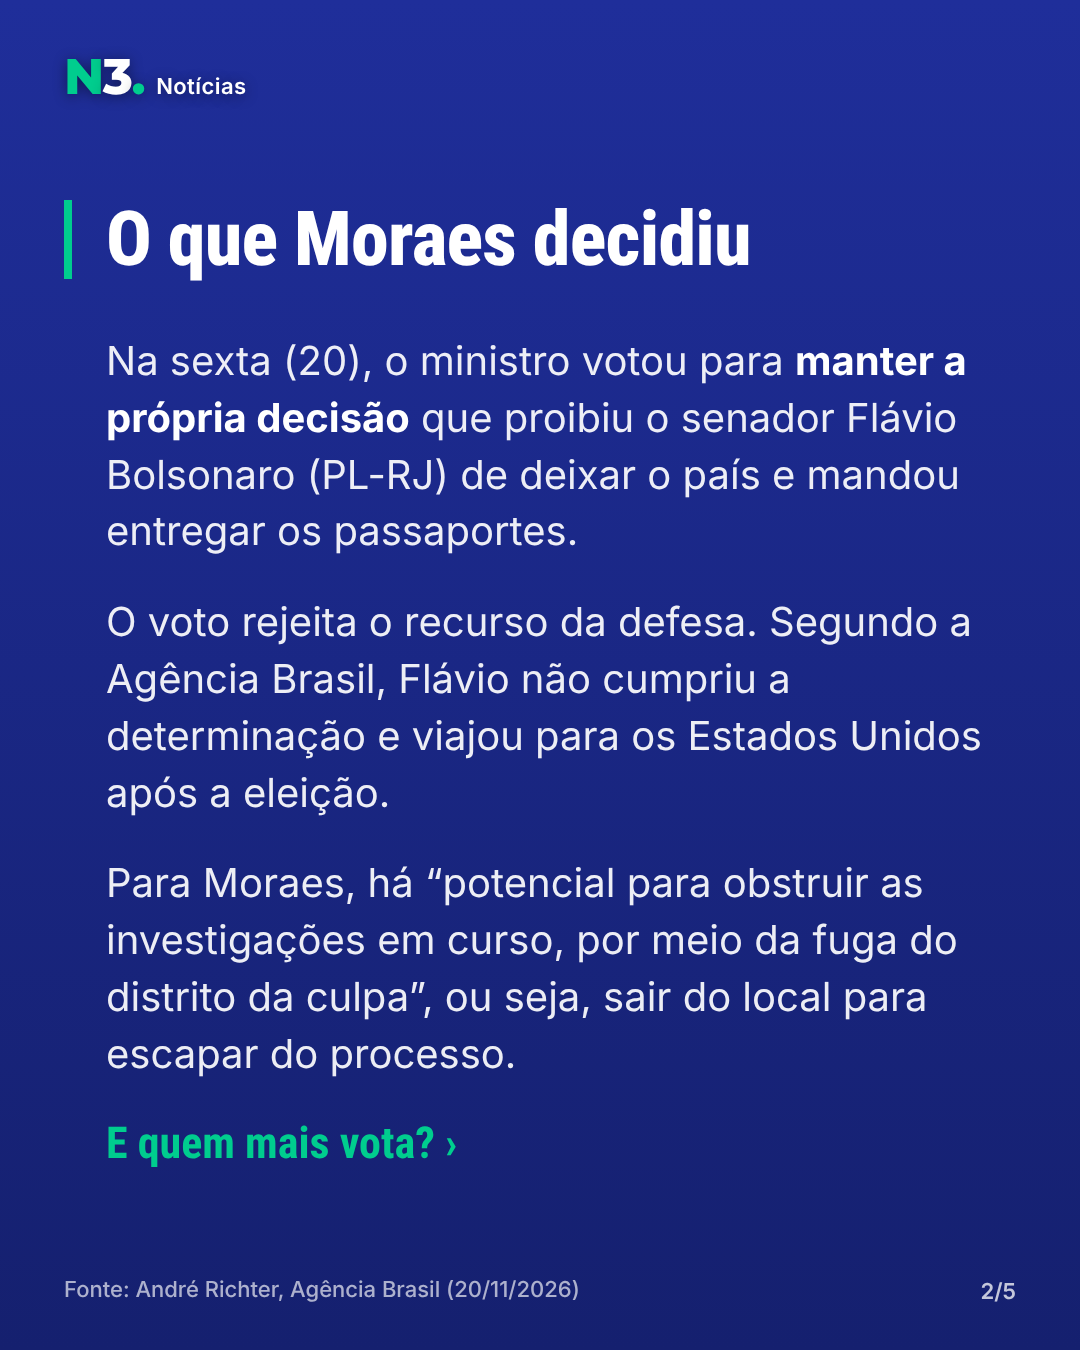 N3. Notícias
O que Moraes decidiu
Na sexta (20), o ministro votou para manter a
própria decisão que proibiu o senador Flávio
Bolsonaro (PL-RJ) de deixar o país e mandou
entregar os passaportes.
O voto rejeita o recurso da defesa. Segundo a
Agência Brasil, Flávio não cumpriu a
determinação e viajou para os Estados Unidos
após a eleição.
Para Moraes, há “potencial para obstruir as
investigações em curso, por meio da fuga do
distrito da culpa”, ou seja, sair do local para
escapar do processo.
E quem mais vota? ›
Fonte: André Richter, Agência Brasil (20/11/2026)
2/5